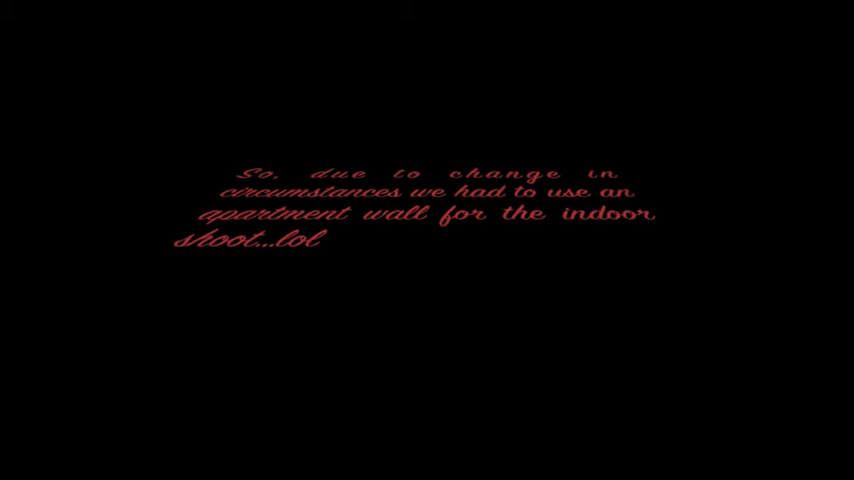 So, due to change in
circumstances we had to use an
apartment wall for the indoor
shoot...lol